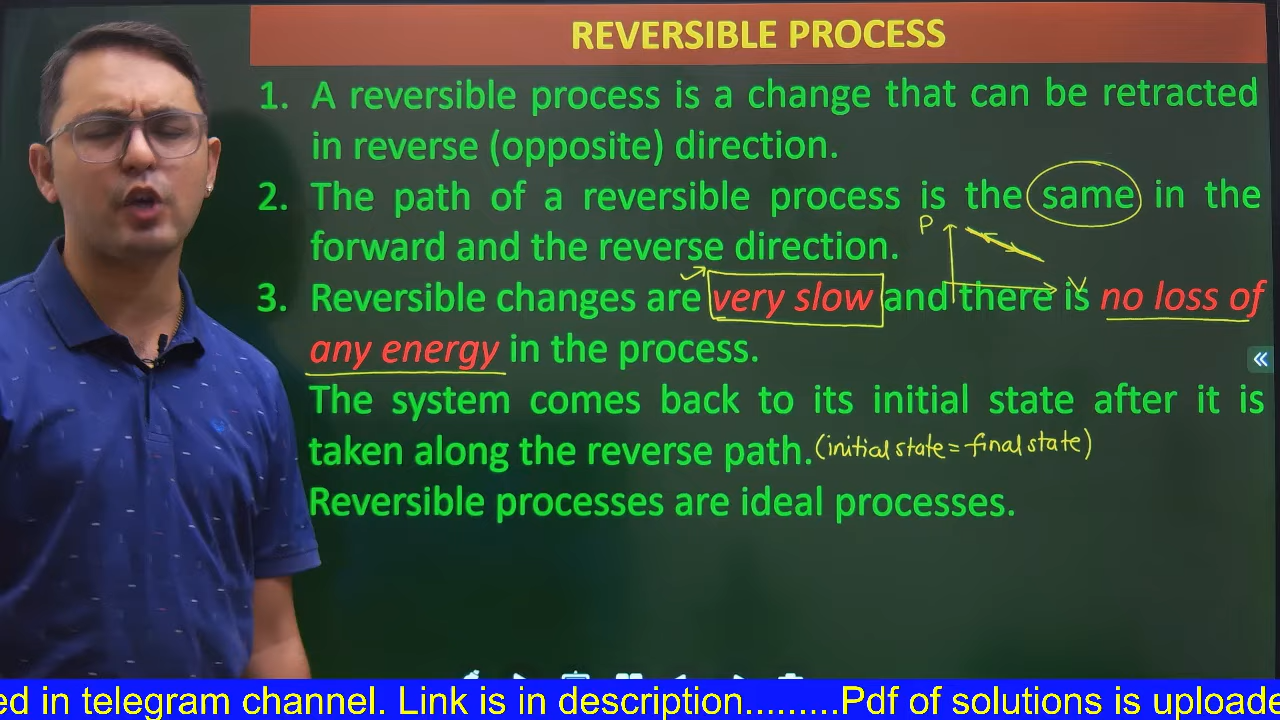 REVERSIBLE PROCESS
1. A reversible process is a change that can be retracted
in reverse (opposite) direction.
2. The path of a reversible process is the same in the
forward and the reverse direction.
P
V
3. Reversible changes are very slow and there is no loss of
any energy in the process.
The system comes back to its initial state after it is
taken along the reverse path. (initial state = final state)
Reversible processes are ideal processes.
ed in telegram channel. Link is in description.........Pdf of solutions is uploade